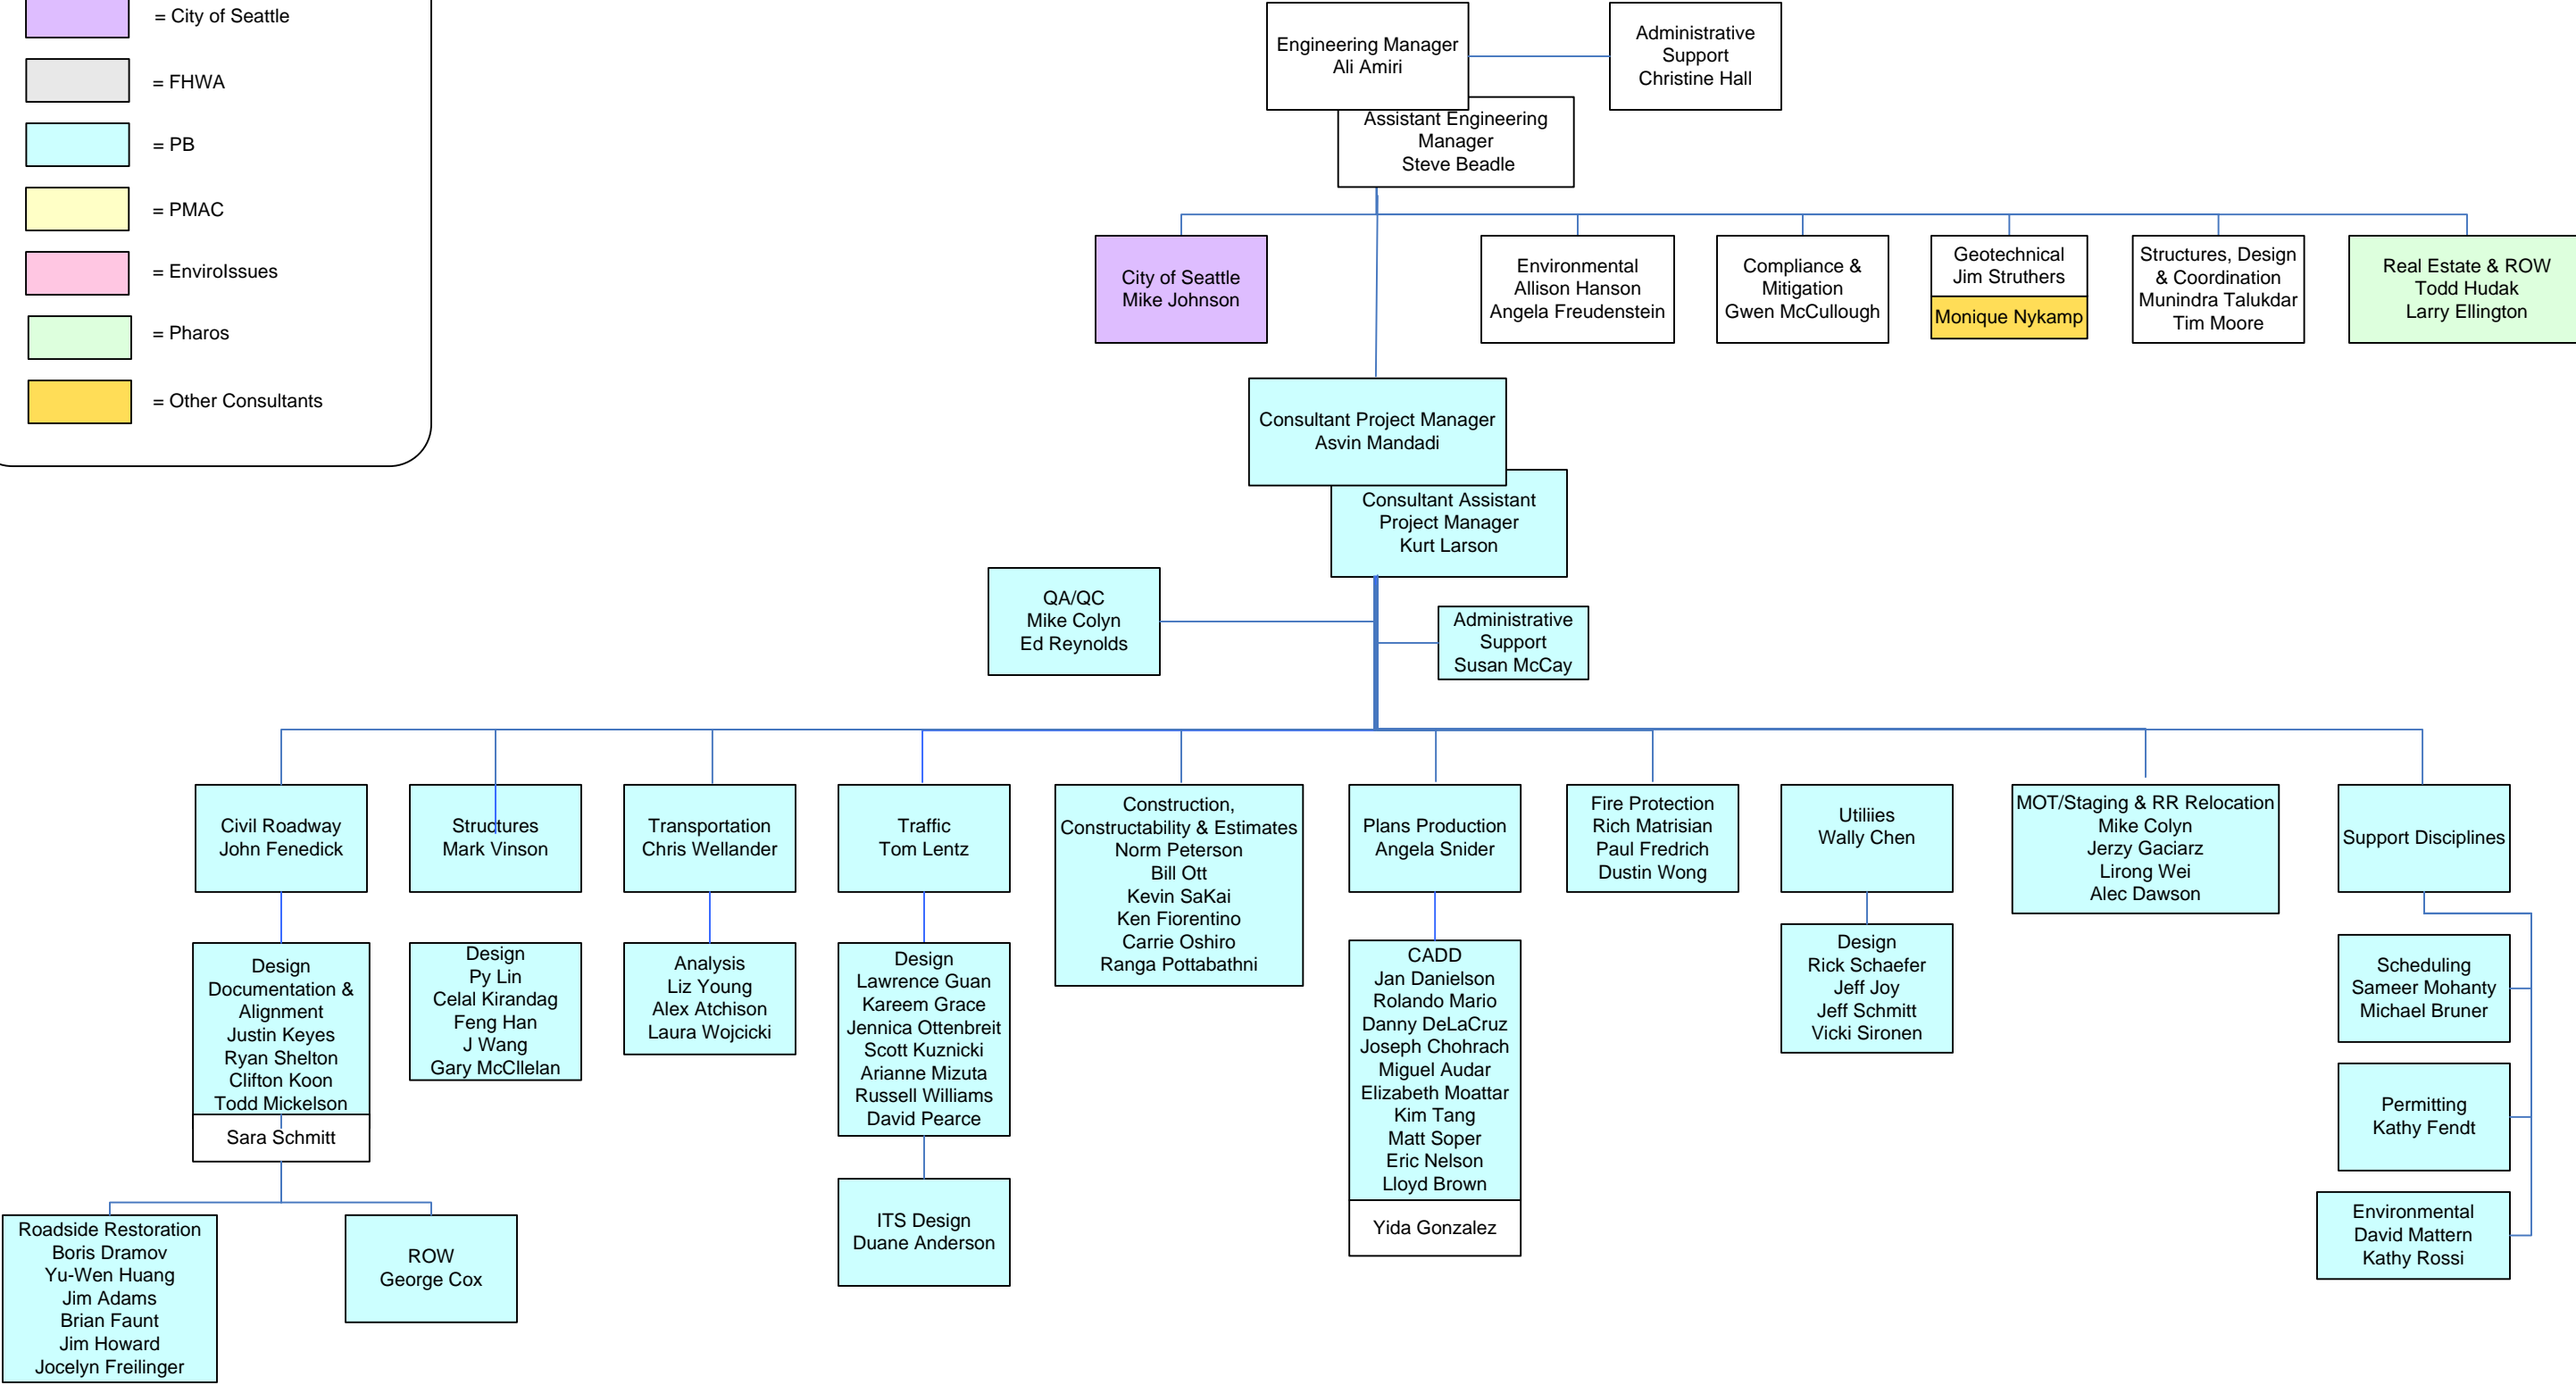 = City of Seattle
= FHWA
= PB
= PMAC
= EnviroIssues
= Pharos
= Other Consultants
Engineering Manager
Ali Amiri
Administrative
Support
Christine Hall
Assistant Engineering
Manager
Steve Beadle
City of Seattle
Mike Johnson
Environmental
Allison Hanson
Angela Freudenstein
Compliance &
Mitigation
Gwen McCullough
Geotechnical
Jim Struthers
Monique Nykamp
Structures, Design
& Coordination
Munindra Talukdar
Tim Moore
Real Estate & ROW
Todd Hudak
Larry Ellington
Consultant Project Manager
Asvin Mandadi
Consultant Assistant
Project Manager
Kurt Larson
QA/QC
Mike Colyn
Ed Reynolds
Administrative
Support
Susan McCay
Civil Roadway
John Fenedick
Structures
Mark Vinson
Transportation
Chris Wellander
Traffic
Tom Lentz
Construction,
Constructability & Estimates
Norm Peterson
Bill Ott
Kevin SaKai
Ken Fiorentino
Carrie Oshiro
Ranga Pottabathni
Plans Production
Angela Snider
Fire Protection
Rich Matrisian
Paul Fredrich
Dustin Wong
Utiliies
Wally Chen
MOT/Staging & RR Relocation
Mike Colyn
Jerzy Gaciarz
Lirong Wei
Alec Dawson
Support Disciplines
Design
Documentation &
Alignment
Justin Keyes
Ryan Shelton
Clifton Koon
Todd Mickelson
Sara Schmitt
Design
Py Lin
Celal Kirandag
Feng Han
J Wang
Gary McCllelan
Analysis
Liz Young
Alex Atchison
Laura Wojcicki
Design
Lawrence Guan
Kareem Grace
Jennica Ottenbreit
Scott Kuznicki
Arianne Mizuta
Russell Williams
David Pearce
CADD
Jan Danielson
Rolando Mario
Danny DeLaCruz
Joseph Chohrach
Miguel Audar
Elizabeth Moattar
Kim Tang
Matt Soper
Eric Nelson
Lloyd Brown
Yida Gonzalez
Design
Rick Schaefer
Jeff Joy
Jeff Schmitt
Vicki Sironen
Scheduling
Sameer Mohanty
Michael Bruner
Permitting
Kathy Fendt
Environmental
David Mattern
Kathy Rossi
ITS Design
Duane Anderson
Roadside Restoration
Boris Dramov
Yu-Wen Huang
Jim Adams
Brian Faunt
Jim Howard
Jocelyn Freilinger
ROW
George Cox